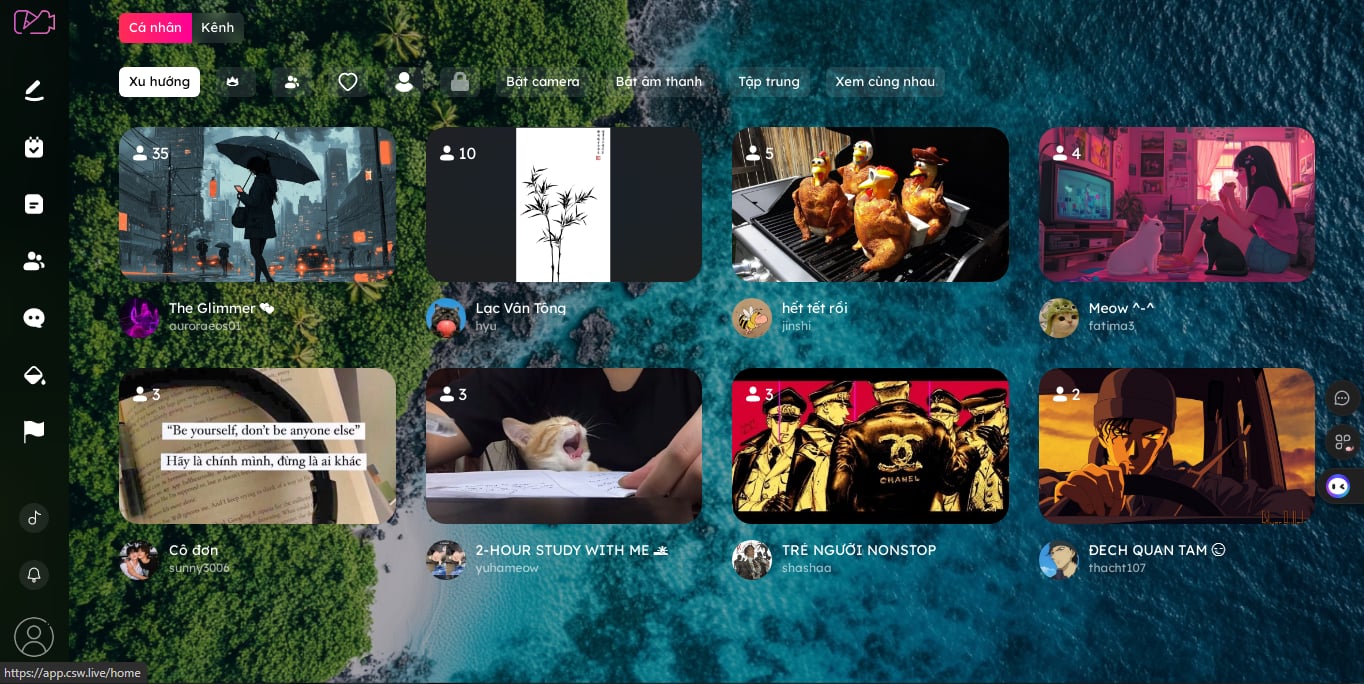 Cá nhân
Kênh
Xu hướng
Bật camera
Bật âm thanh
Tập trung
Xem cùng nhau
35
10
5
4
The Glimmer
auroraeos01
Lạc Vân Tông
hyu
hết tết rồi
jinshi
Meow ^-^
fatima3
3
“Be yourself, don’t be anyone else”
Hãy là chính mình, đừng là ai khác
3
3
CHANEL
2
Cô đơn
sunny3006
2-HOUR STUDY WITH ME
yuhameow
TRẺ NGƯỜI NONSTOP
shashaa
ĐECH QUAN TAM
thacht107
https://app.csw.live/home